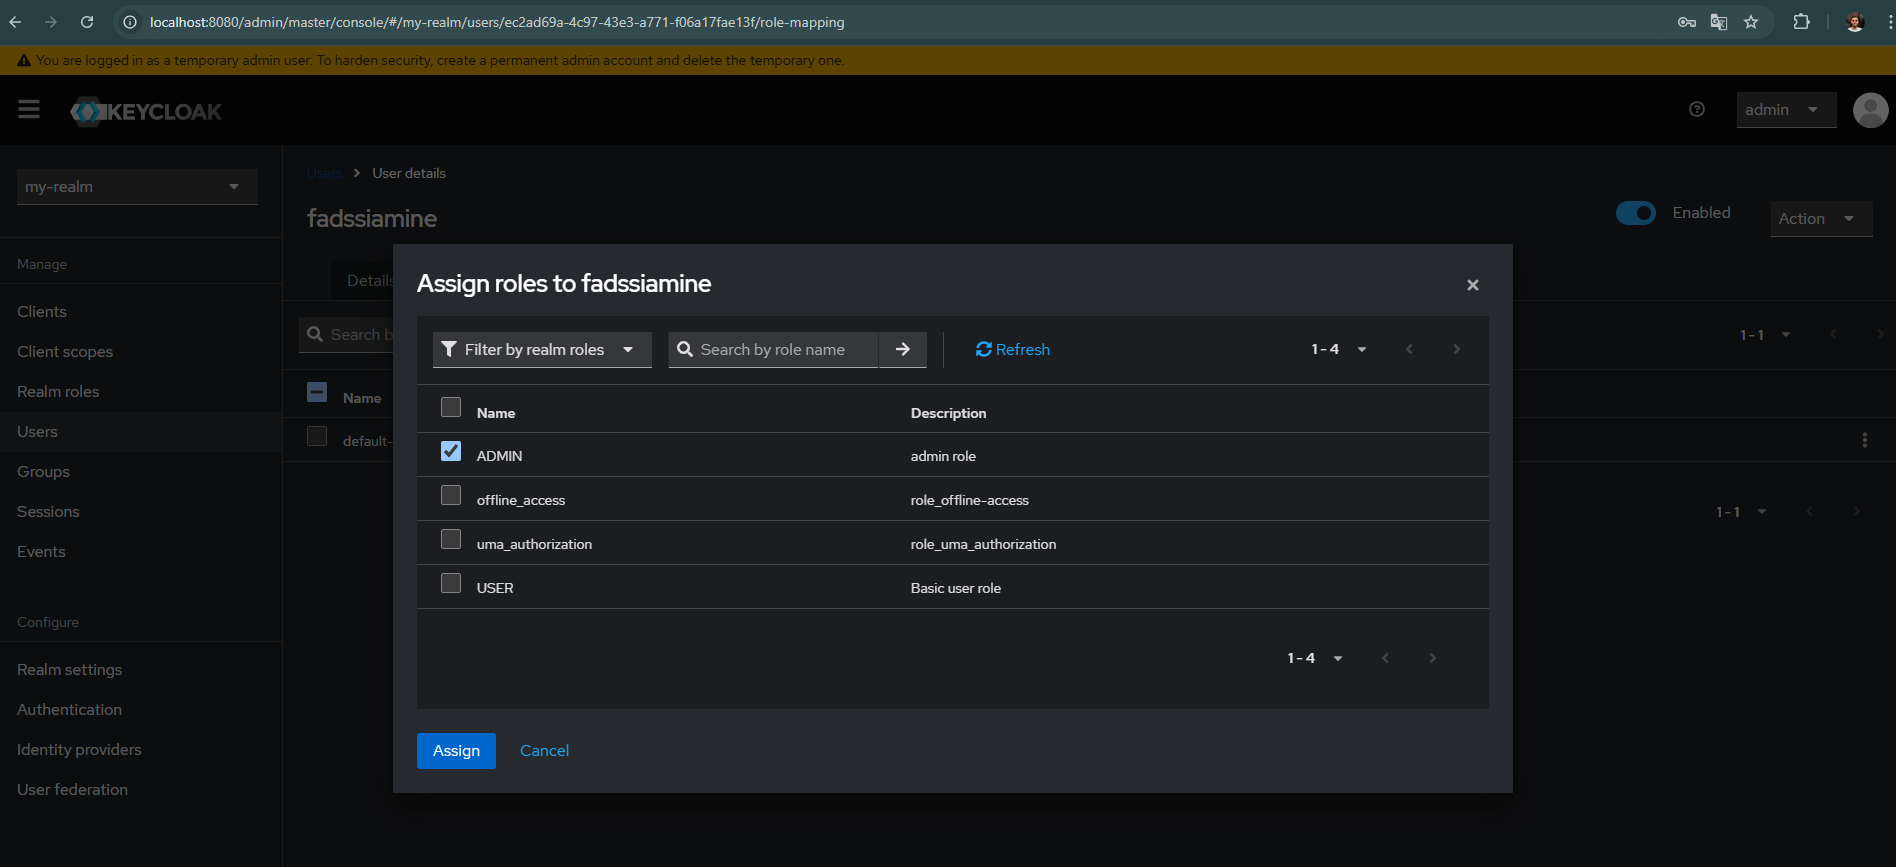 localhost:8080/admin/master/console/#/my-realm/users/ec2ad69a-4c97-43e3-a771-f06a17fae13f/role-mapping
You are logged in as a temporary admin user. To harden security, create a permanent admin account and delete the temporary one.
KEYCLOAK
admin
my-realm
Manage
Clients
Client scopes
Realm roles
Users
Groups
Sessions
Events
Configure
Realm settings
Authentication
Identity providers
User federation
Users > User details
fadssiamine
Enabled
Action
Details
Search b
1 - 1
Name
default-
1 - 1
Assign roles to fadssiamine
Filter by realm roles
Search by role name
Refresh
1 - 4
Name Description
ADMIN admin role
offline_access role_offline-access
uma_authorization role_uma_authorization
USER Basic user role
1 - 4
Assign Cancel